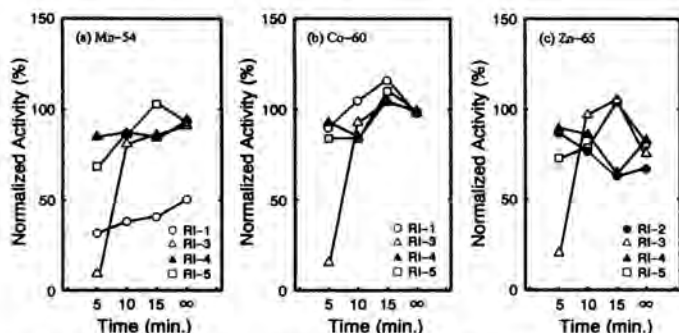 (a) Mn-54
Normalized Activity (%)
150
100
50
0
RI-1
RI-3
RI-4
RI-5
5 10 15 ∞
Time (min.)
(b) Co-60
Normalized Activity (%)
150
100
50
0
RI-1
RI-3
RI-4
RI-5
5 10 15 ∞
Time (min.)
(c) Zn-65
Normalized Activity (%)
150
100
50
0
RI-2
RI-3
RI-4
RI-5
5 10 15 ∞
Time (min.)